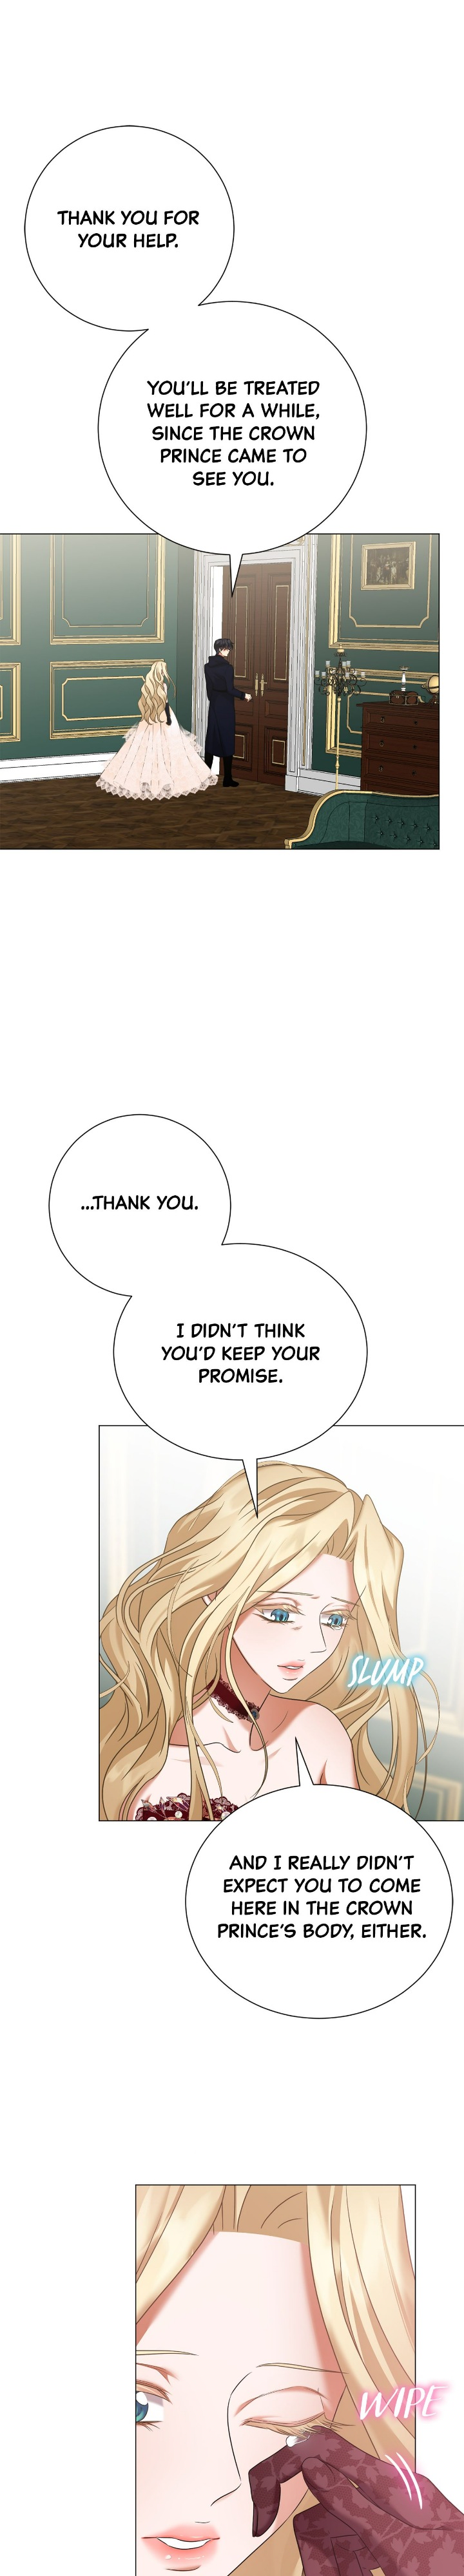 THANK YOU FOR
YOUR HELP.
YOU'LL BE TREATED
WELL FOR A WHILE,
SINCE THE CROWN
PRINCE CAME TO
SEE YOU.
...THANK YOU.
I DIDN'T THINK
YOU'D KEEP YOUR
PROMISE.
SLUMP
AND I REALLY DIDN'T
EXPECT YOU TO COME
HERE IN THE CROWN
PRINCE'S BODY, EITHER.
WIPE